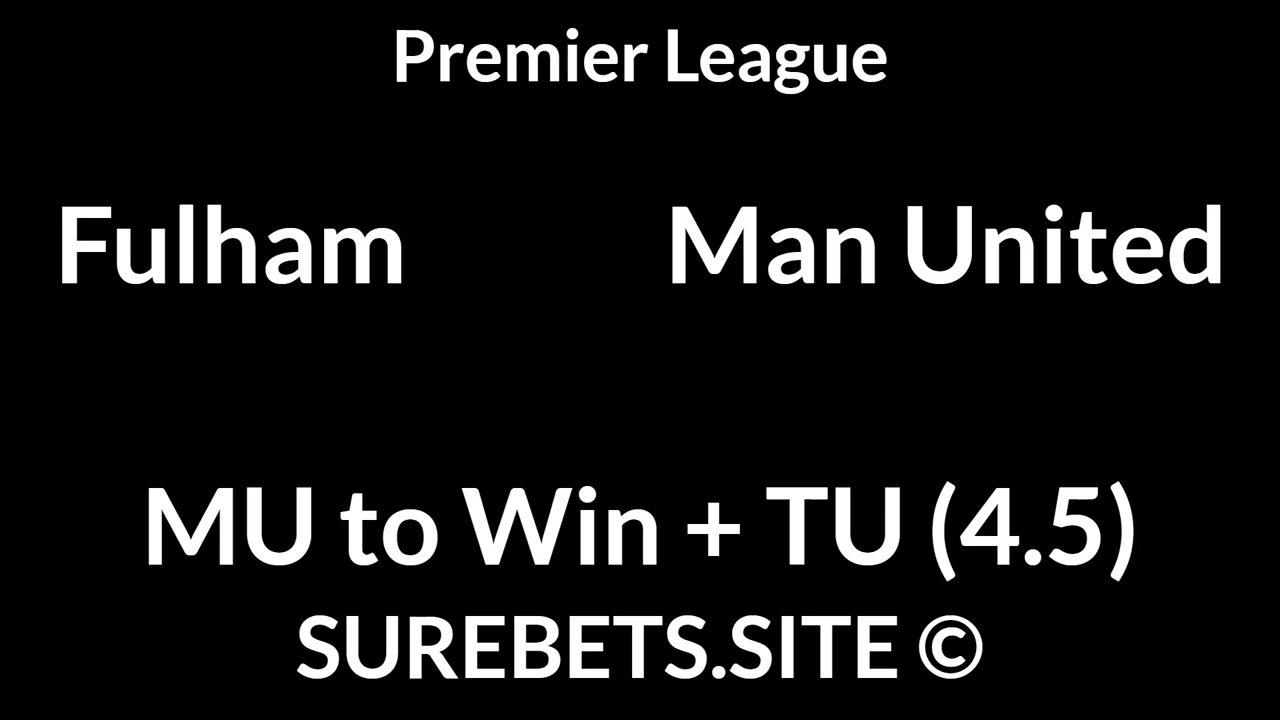 Premier League
Fulham Man United
MU to Win + TU (4.5)
SUREBETS.SITE ©